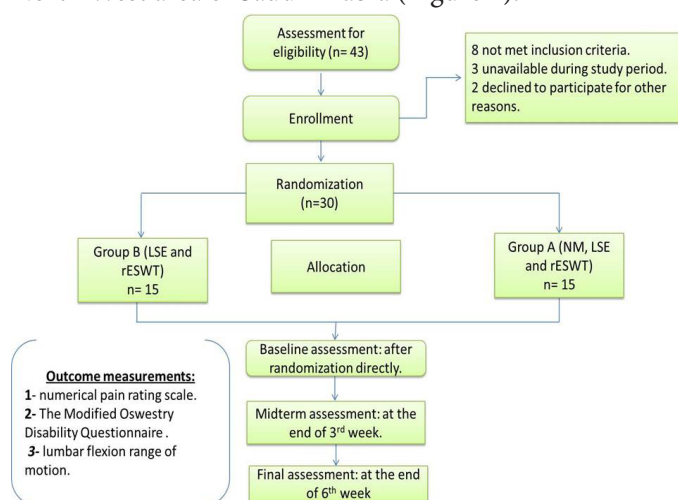 Assessment for
eligibility (n= 43)
8 not met inclusion criteria.
3 unavailable during study period.
2 declined to participate for other
reasons.
Enrollment
Randomization
(n=30)
Group B (LSE and
rESWT)
n= 15
Allocation
Group A (NM, LSE
and rESWT)
n= 15
Baseline assessment: after
randomization directly.
Outcome measurements:
1- numerical pain rating scale.
2- The Modified Oswestry
Disability Questionnaire .
3- lumbar flexion range of
motion.
Midterm assessment: at the
end of 3rd week.
Final assessment: at the end
of 6th week